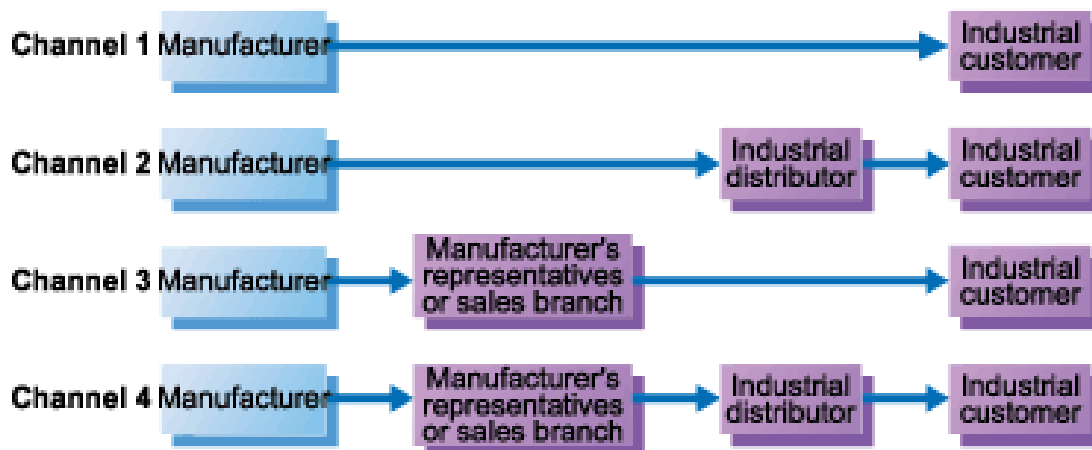 Channel 1 Manufacturer Industrial
customer
Channel 2 Manufacturer Industrial
distributor Industrial
customer
Channel 3 Manufacturer Manufacturer's
representatives
or sales branch Industrial
customer
Channel 4 Manufacturer Manufacturer's
representatives
or sales branch Industrial
distributor Industrial
customer